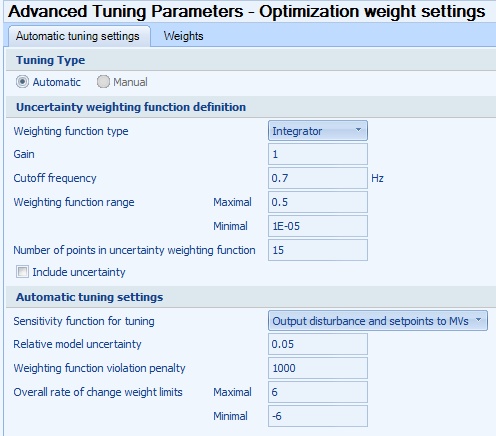 Advanced Tuning Parameters - Optimization weight settings
Automatic tuning settings Weights
Tuning Type
Automatic Manual
Uncertainty weighting function definition
Weighting function type Integrator
Gain 1
Cutoff frequency 0.7 Hz
Weighting function range Maximal 0.5
Minimal 1E-05
Number of points in uncertainty weighting function 15
Include uncertainty
Automatic tuning settings
Sensitivity function for tuning Output disturbance and setpoints to MVs
Relative model uncertainty 0.05
Weighting function violation penalty 1000
Overall rate of change weight limits Maximal 6
Minimal -6